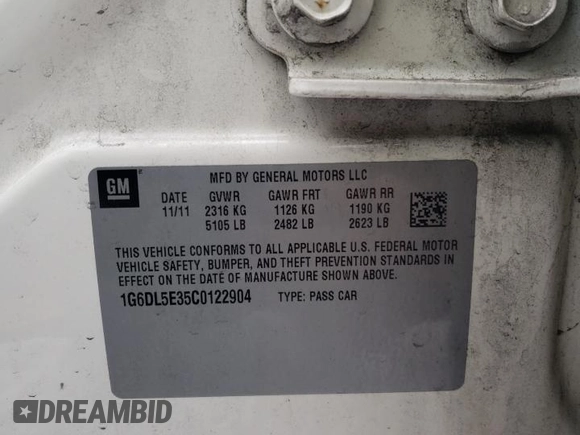 GM
MFD BY GENERAL MOTORS LLC
DATE GVWR GAWR FRT GAWR RR
11/11 2316 KG 1126 KG 1190 KG
5105 LB 2482 LB 2623 LB
THIS VEHICLE CONFORMS TO ALL APPLICABLE U.S. FEDERAL MOTOR
VEHICLE SAFETY, BUMPER, AND THEFT PREVENTION STANDARDS IN
EFFECT ON THE DATE OF MANUFACTURE SHOWN ABOVE.
1G6DL5E35C0122904 TYPE: PASS CAR
DREAMBID